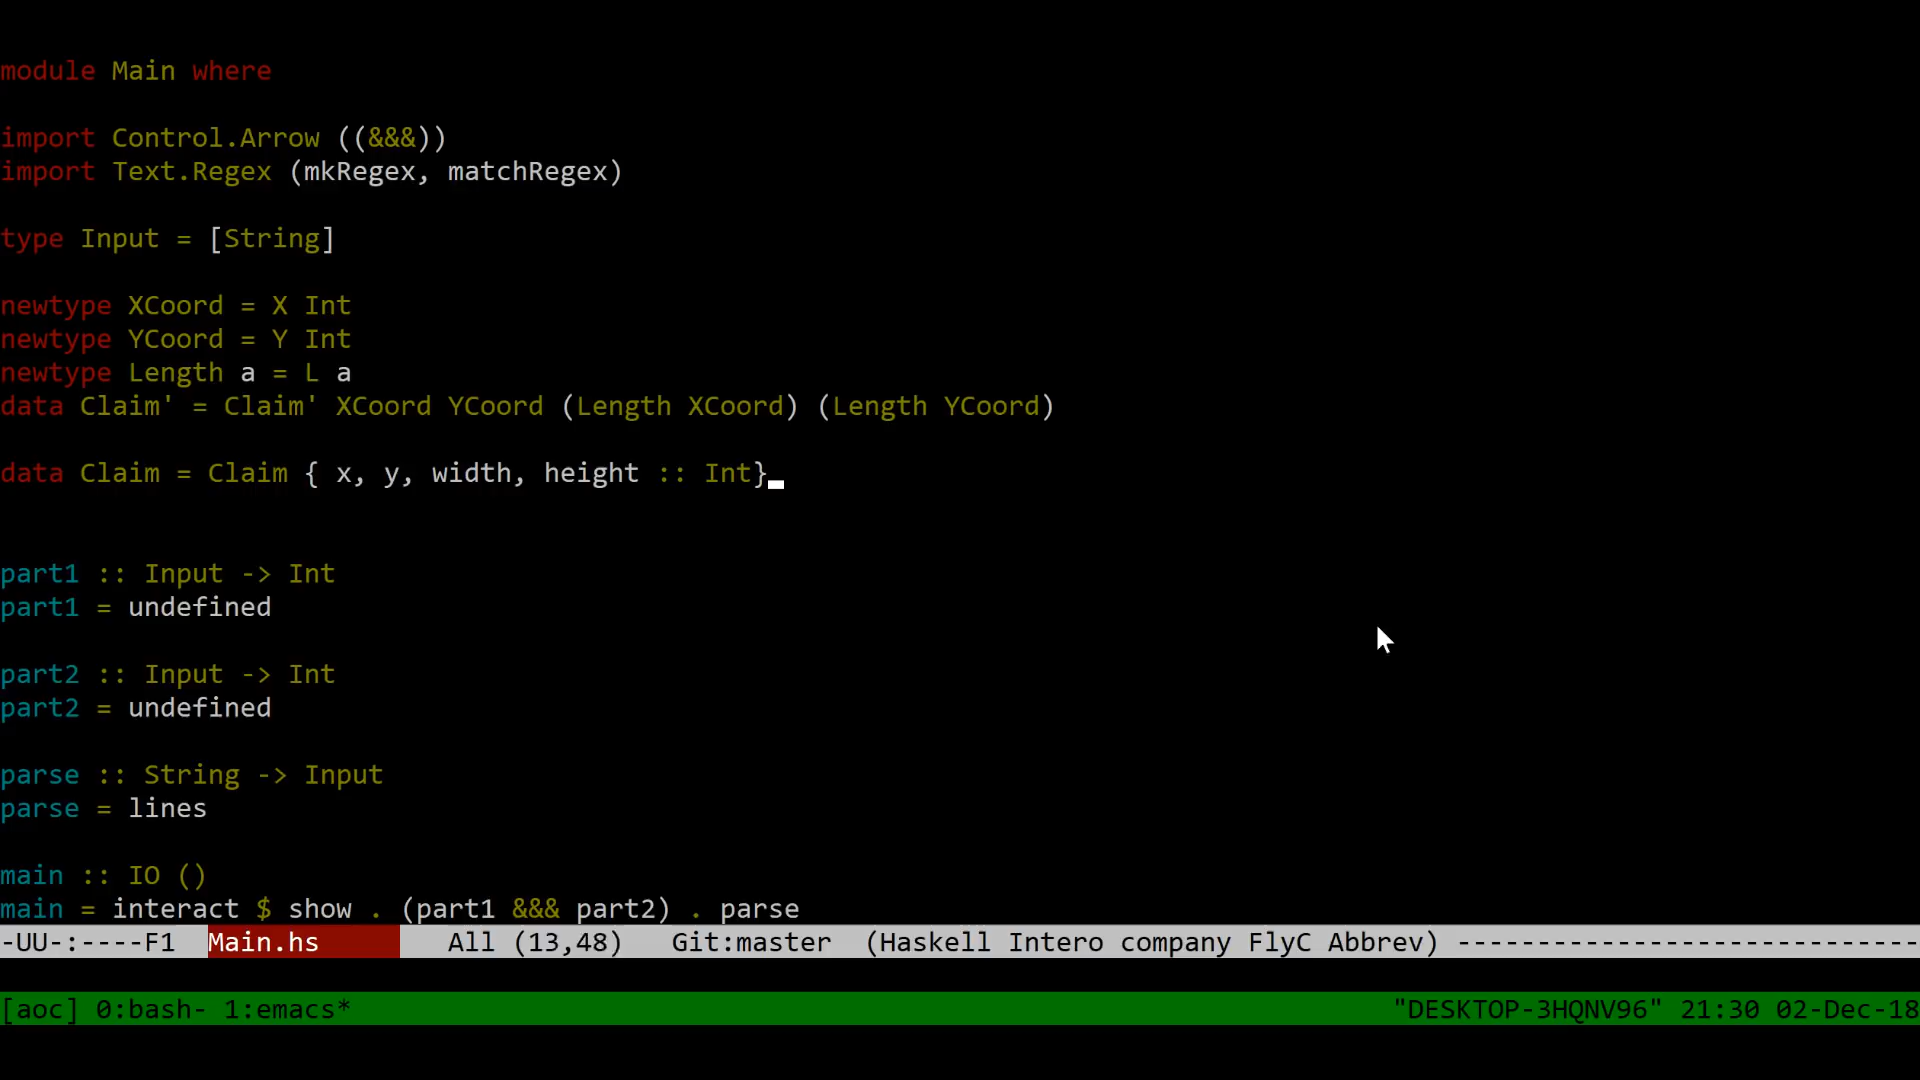 module Main where
import Control.Arrow ((&&&))
import Text.Regex (mkRegex, matchRegex)
type Input = [String]
newtype XCoord = X Int
newtype YCoord = Y Int
newtype Length a = L a
data Claim' = Claim' XCoord YCoord (Length XCoord) (Length YCoord)
data Claim = Claim { x, y, width, height :: Int}
part1 :: Input -> Int
part1 = undefined
part2 :: Input -> Int
part2 = undefined
parse :: String -> Input
parse = lines
main :: IO ()
main = interact $ show . (part1 &&& part2) . parse
-UU-:----F1  Main.hs        All (13,48)   Git:master  (Haskell Intero company FlyC Abbrev) -----------------------------
[aoc] 0:bash- 1:emacs* "DESKTOP-3HQNV96" 21:30 02-Dec-18